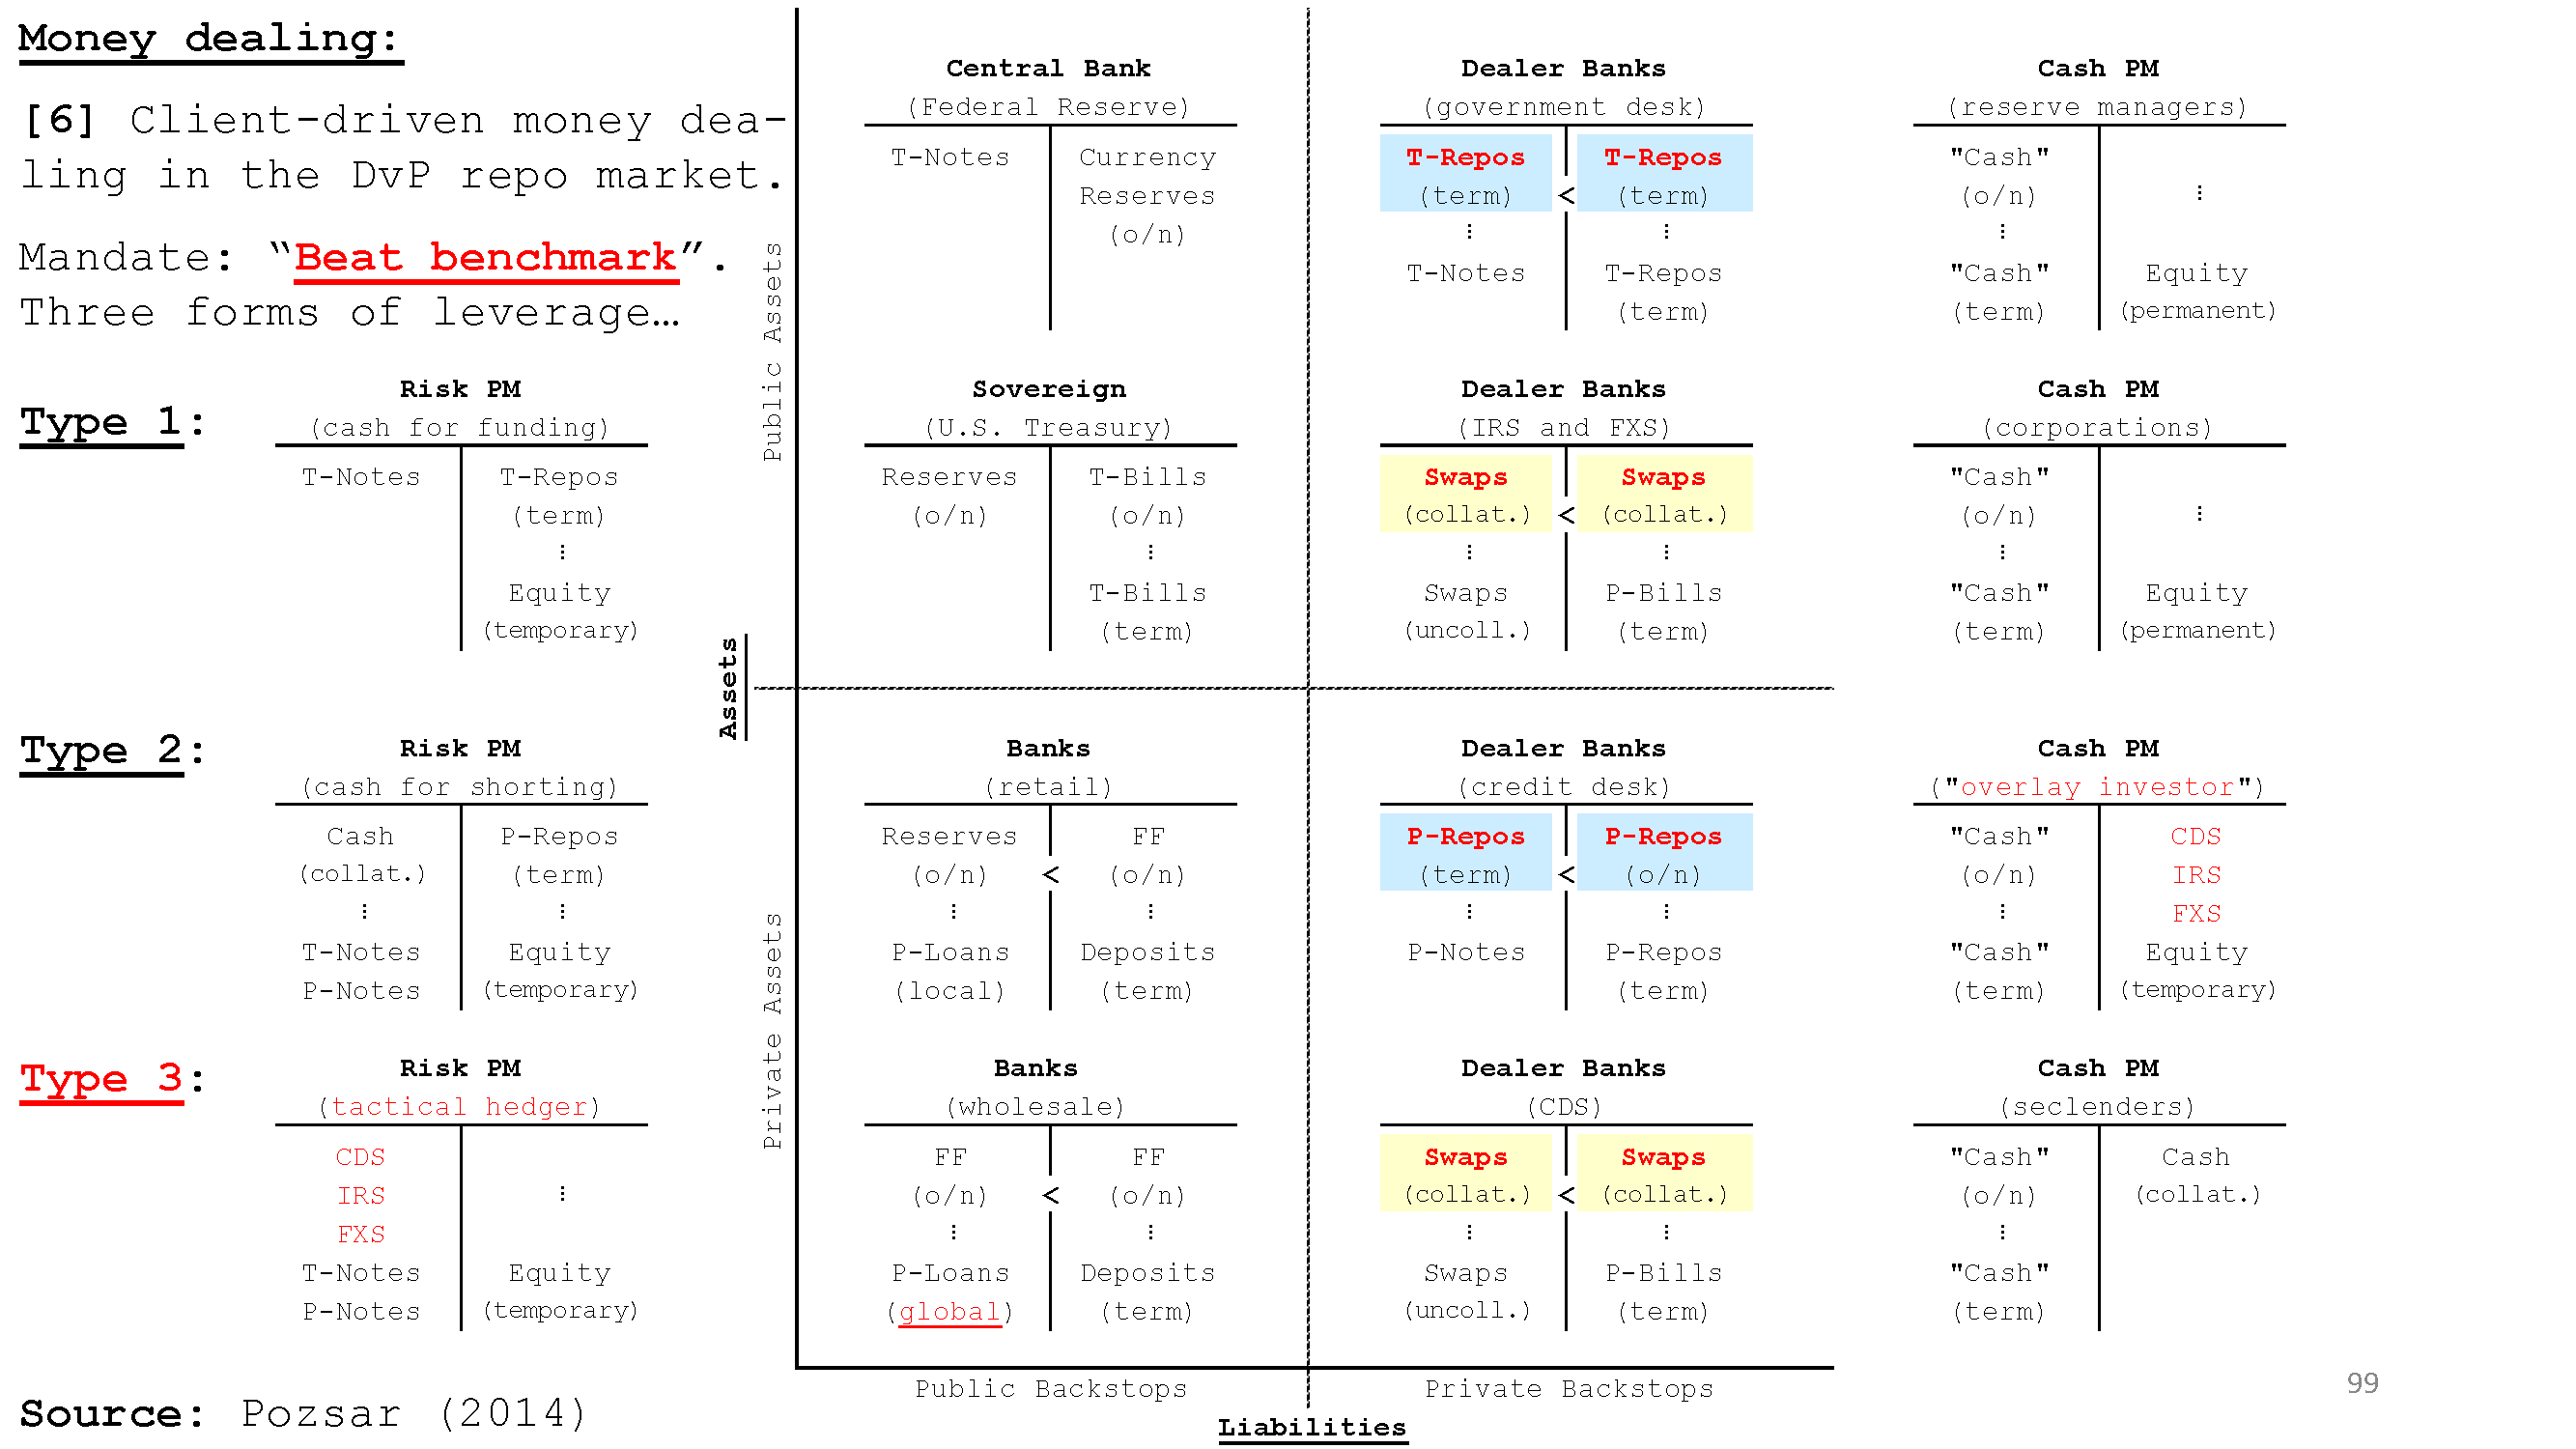 Money dealing:
[6] Client-driven money dea-
ling in the DvP repo market.
Mandate: “Beat benchmark”.
Three forms of leverage…
Central Bank
(Federal Reserve)
T-Notes Currency
Reserves
(o/n)
Dealer Banks
(government desk)
T-Repos T-Repos
(term) < (term)
⋮ ⋮
T-Notes T-Repos
(term)
Cash PM
(reserve managers)
"Cash"
(o/n) ⋮
⋮
"Cash" Equity
(term) (permanent)
Public Assets
Type 1:
Risk PM
(cash for funding)
T-Notes T-Repos
(term)
⋮
Equity
(temporary)
Sovereign
(U.S. Treasury)
Reserves T-Bills
(o/n) (o/n)
⋮
T-Bills
(term)
Dealer Banks
(IRS and FXS)
Swaps Swaps
(collat.) < (collat.)
⋮ ⋮
Swaps P-Bills
(uncoll.) (term)
Cash PM
(corporations)
"Cash"
(o/n) ⋮
⋮
"Cash" Equity
(term) (permanent)
Assets
Type 2:
Risk PM
(cash for shorting)
Cash P-Repos
(collat.) (term)
⋮ ⋮
T-Notes Equity
P-Notes (temporary)
Private Assets
Banks
(retail)
Reserves FF
(o/n) < (o/n)
⋮ ⋮
P-Loans Deposits
(local) (term)
Dealer Banks
(credit desk)
P-Repos P-Repos
(term) < (o/n)
⋮ ⋮
P-Notes P-Repos
(term)
Cash PM
("overlay investor")
"Cash" CDS
(o/n) IRS
⋮ FXS
"Cash" Equity
(term) (temporary)
Type 3:
Risk PM
(tactical hedger)
CDS
IRS ⋮
FXS
T-Notes Equity
P-Notes (temporary)
Banks
(wholesale)
FF FF
(o/n) < (o/n)
⋮ ⋮
P-Loans Deposits
(global) (term)
Dealer Banks
(CDS)
Swaps Swaps
(collat.) < (collat.)
⋮ ⋮
Swaps P-Bills
(uncoll.) (term)
Cash PM
(seclenders)
"Cash" Cash
(o/n) (collat.)
⋮
"Cash"
(term)
Public Backstops Private Backstops
Liabilities
Source: Pozsar (2014)
99